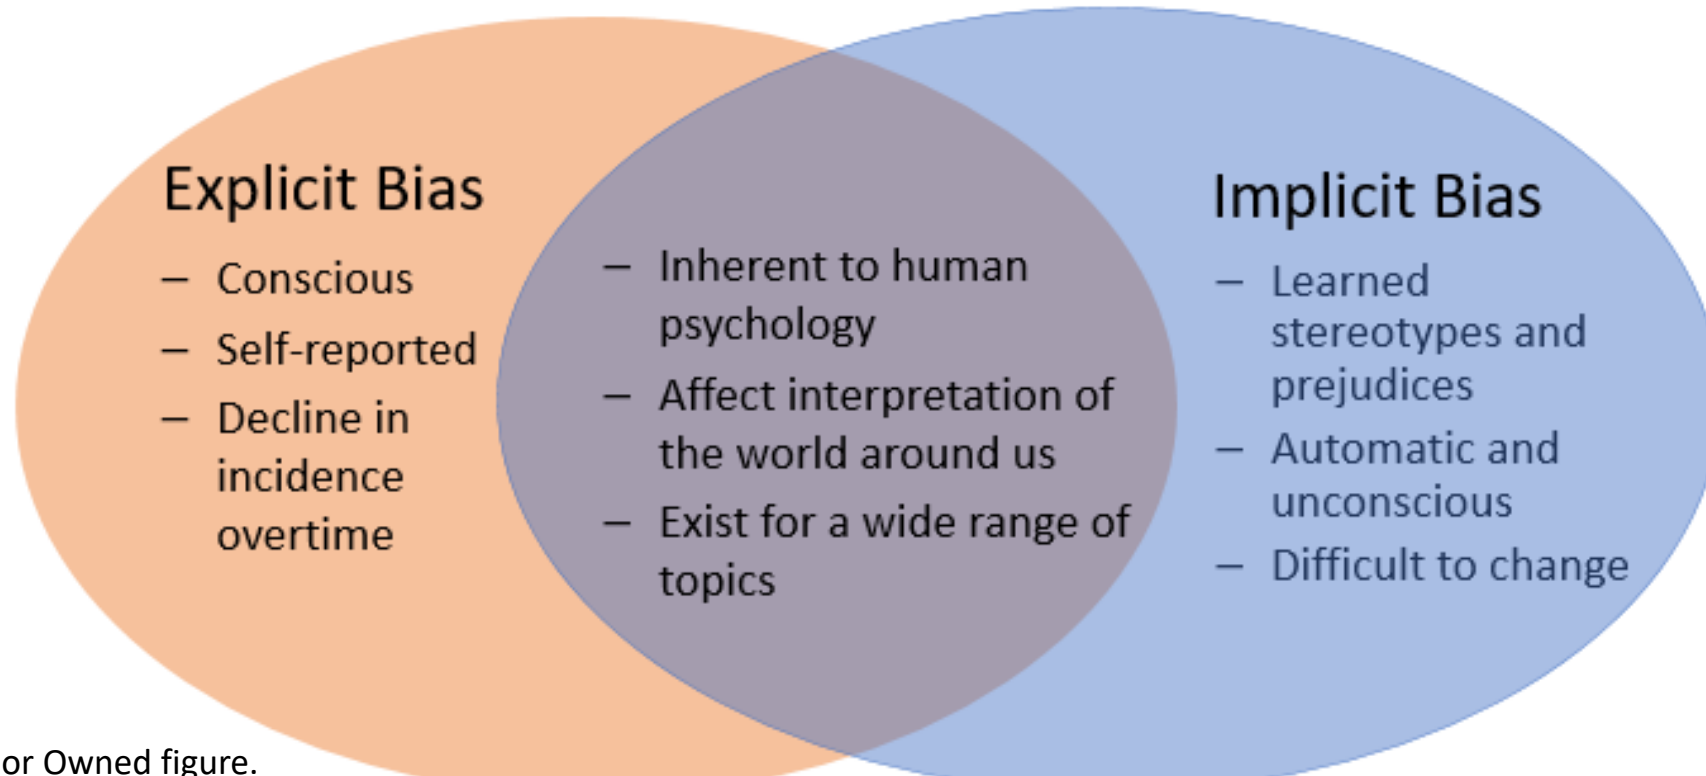 Explicit Bias
– Conscious
– Self-reported
– Decline in
incidence
overtime
– Inherent to human
psychology
– Affect interpretation of
the world around us
– Exist for a wide range of
topics
Implicit Bias
– Learned
stereotypes and
prejudices
– Automatic and
unconscious
– Difficult to change
or Owned figure.